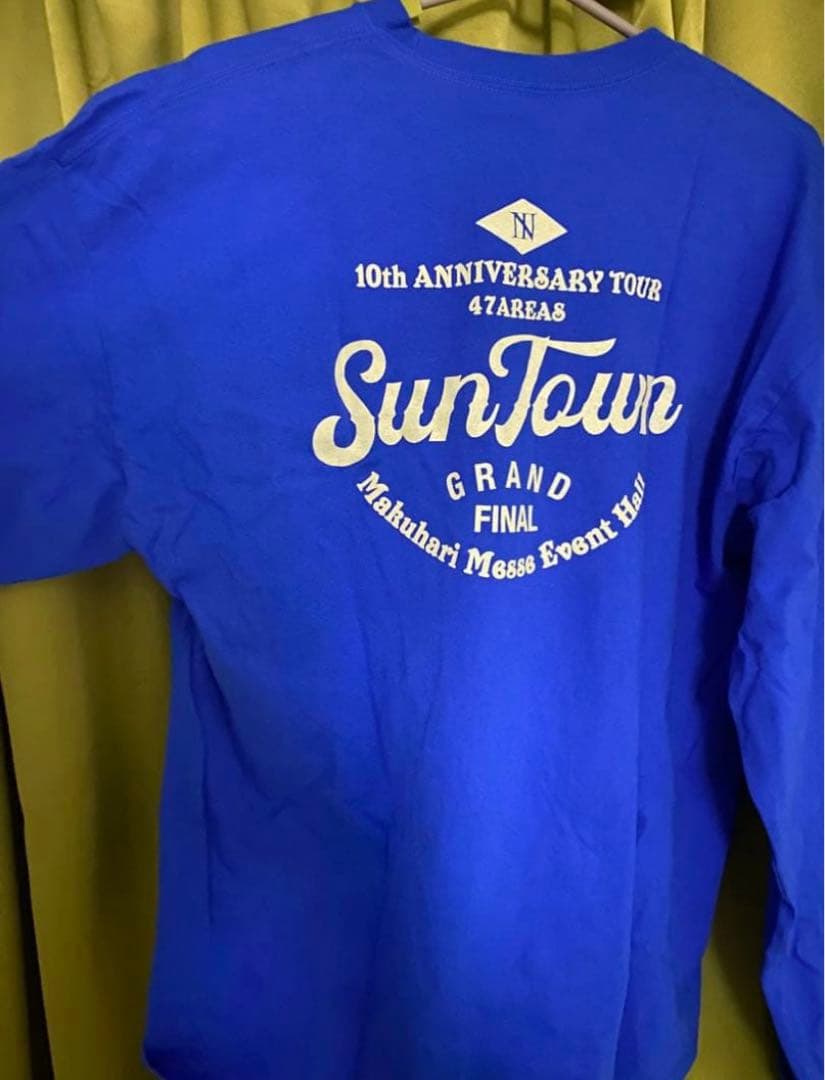 N
10th ANNIVERSARY TOUR
47AREAS
SunTown
GRAND
FINAL
Makuhari Messe Event Hall